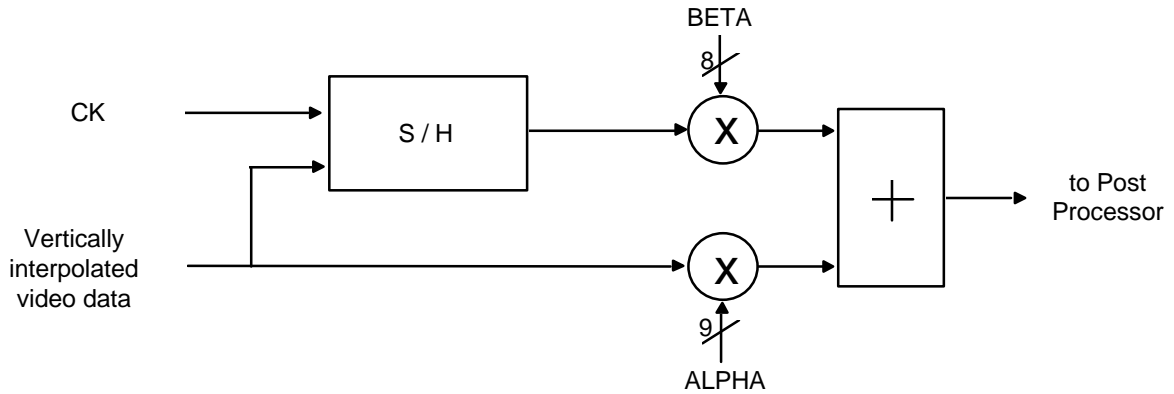 BETA
8
CK
S / H
X
+
to Post
Processor
Vertically
interpolated
video data
X
9
ALPHA